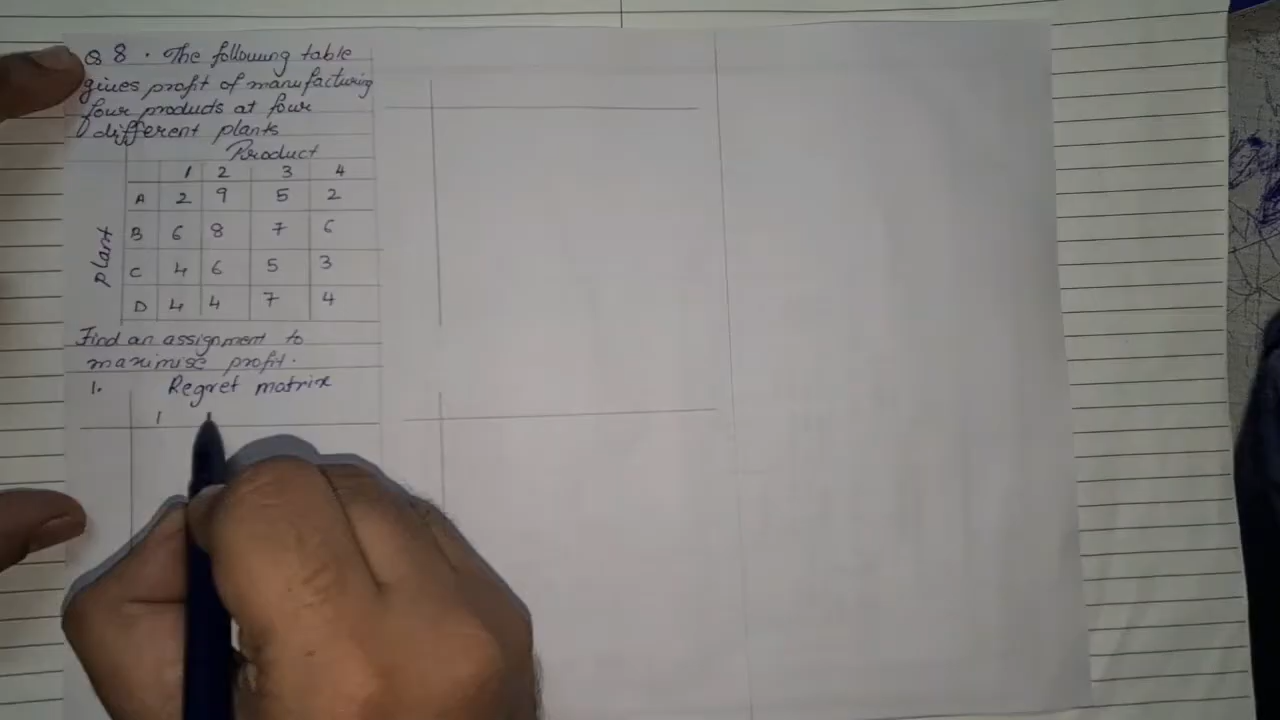 Q 8. The following table
gives profit of manufacturing
four products at four
different plants
Product
1 2 3 4
A 2 9 5 2
Plant
B 6 8 7 6
C 4 6 5 3
D 4 4 7 4
Find an assignment to
maximise profit.
1. Regret matrix
1